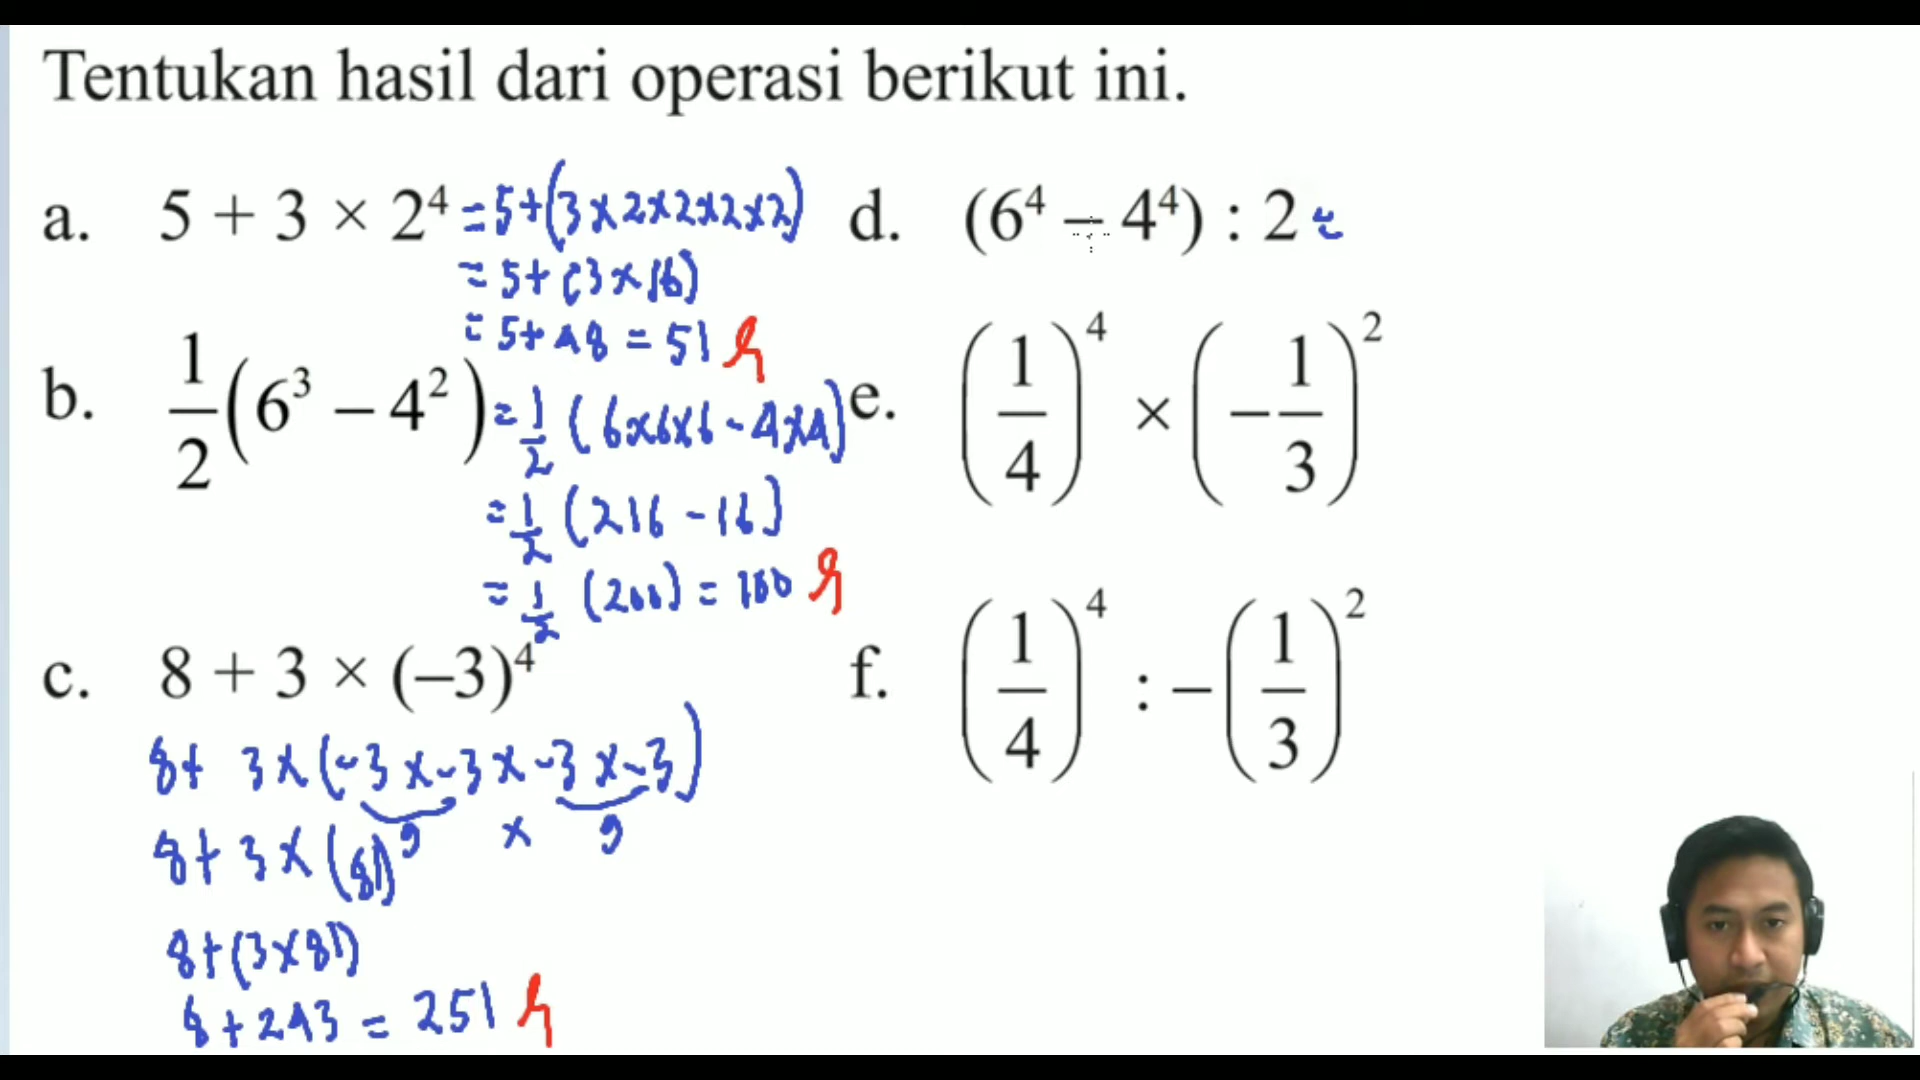 Tentukan hasil dari operasi berikut ini.
a. 5 + 3 × 2⁴ = 5+(3×2×2×2×2)
= 5+(3×16)
= 5+48 = 51
b. 1/2 (6³ − 4²) = 1/2 (6×6×6 - 4×4)
= 1/2 (216 - 16)
= 1/2 (200) = 100
c. 8 + 3 × (−3)⁴
8+ 3×(-3×-3×-3×-3)
9 × 9
8+ 3×(81)
8+(3×81)
8+243 = 251
d. (6⁴ − 4⁴) : 2 =
e. (1/4)⁴ × (−1/3)²
f. (1/4)⁴ : −(1/3)²